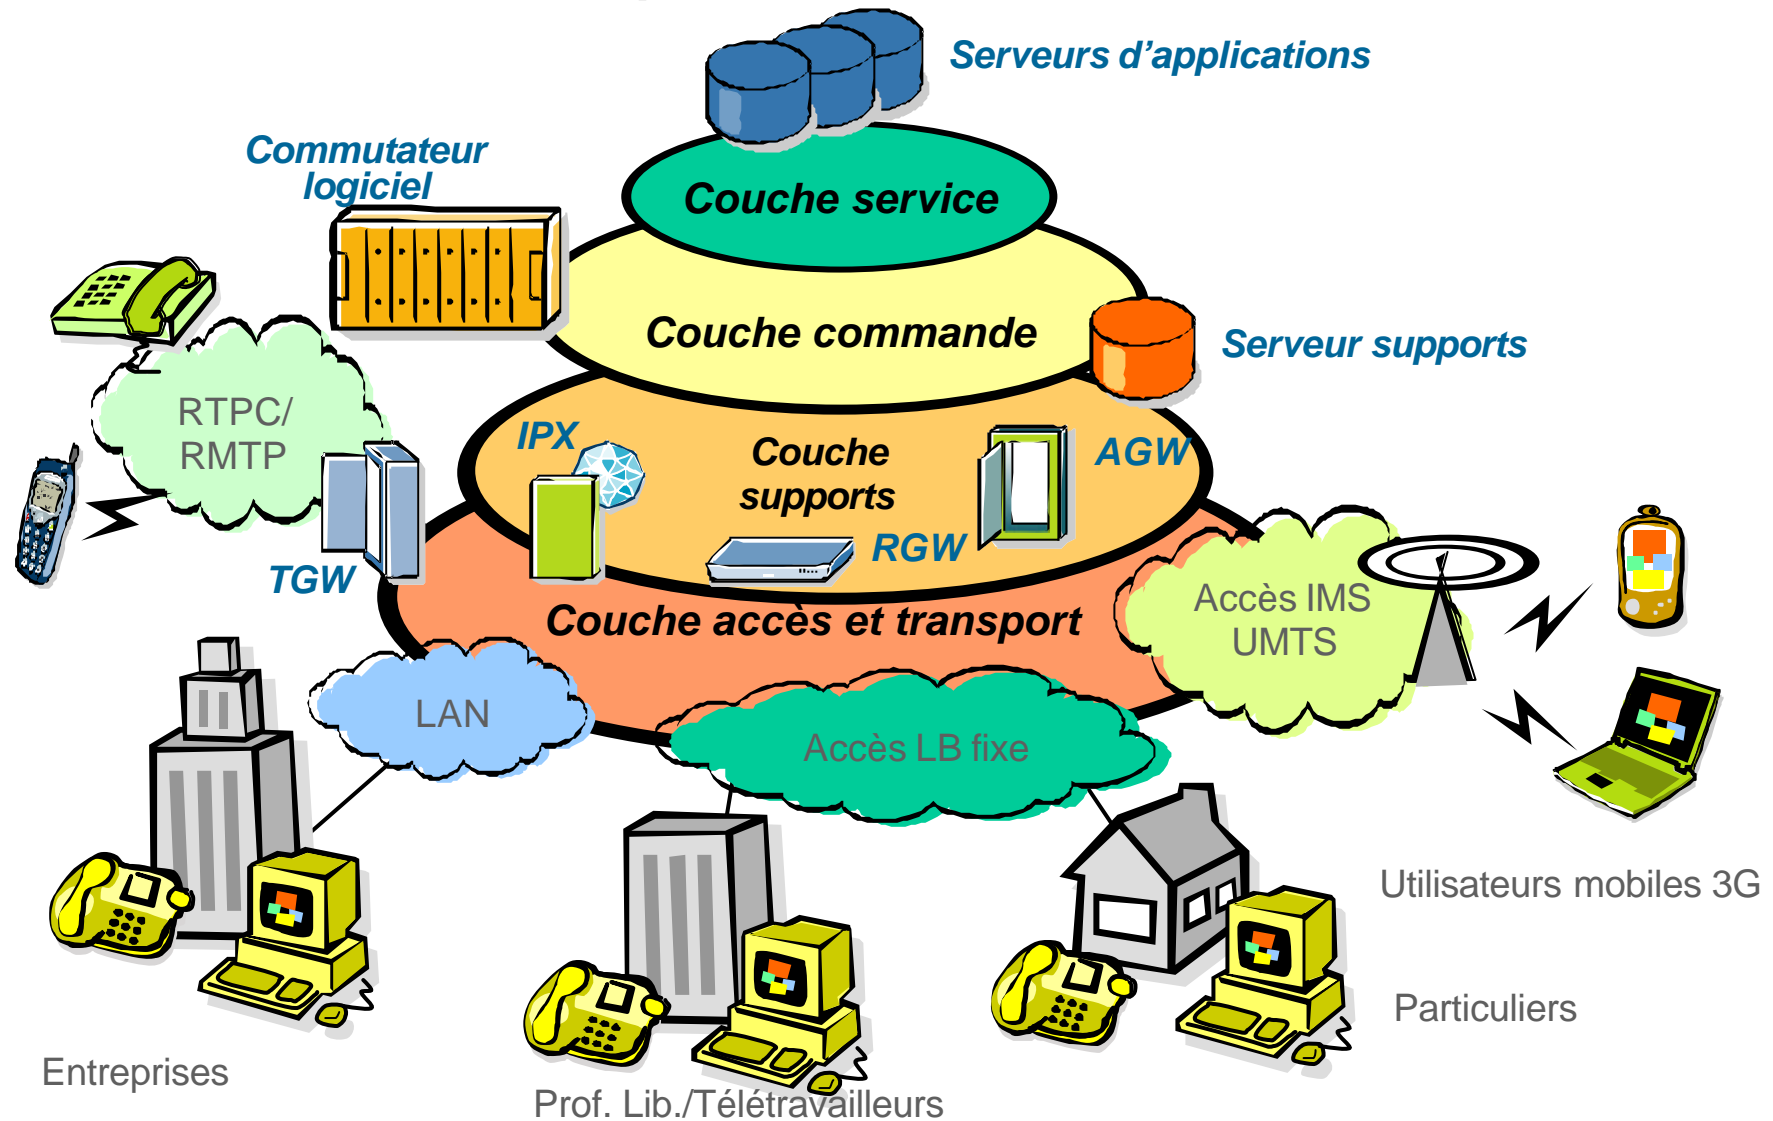 Serveurs d’applications
Commutateur
logiciel
Couche service
Couche commande
Serveur supports
RTPC/
RMTP
IPX
Couche
supports
AGW
RGW
TGW
Couche accès et transport
Accès IMS
UMTS
LAN
Accès LB fixe
Utilisateurs mobiles 3G
Particuliers
Entreprises
Prof. Lib./Télétravailleurs